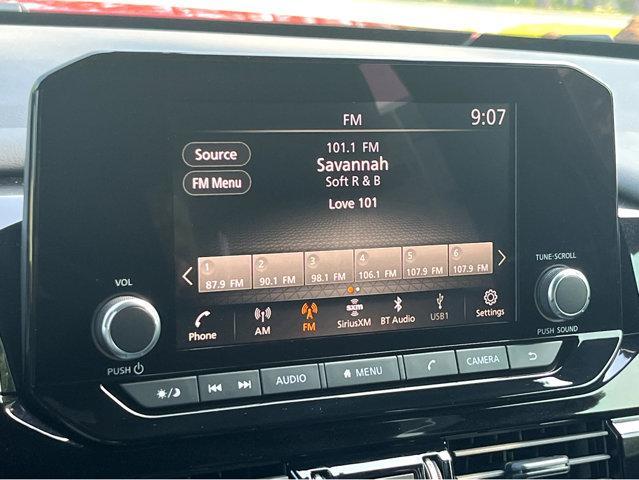 FM 9:07
Source 101.1 FM
Savannah
FM Menu Soft R & B
Love 101
1 2 3 4 5 6
87.9 FM 90.1 FM 98.1 FM 106.1 FM 107.9 FM 107.9 FM
Phone AM FM sxm SiriusXM BT Audio USB1 Settings
VOL
PUSH
TUNE-SCROLL
PUSH SOUND
AUDIO MENU CAMERA